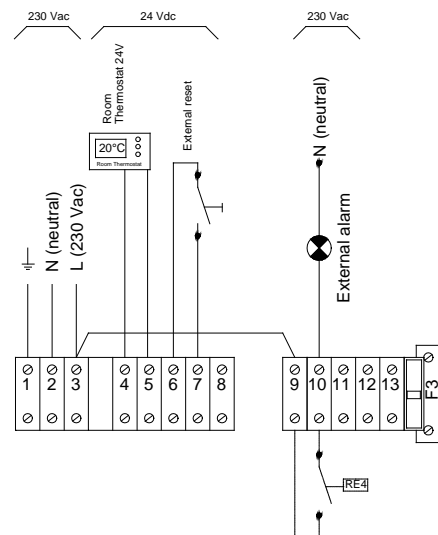 230 Vac
24 Vdc
230 Vac
Room
Thermostat 24V
External reset
N (neutral)
20°C
Room Thermostat
N (neutral)
L (230 Vac)
External alarm
1
2
3
4
5
6
7
8
9
10
11
12
13
F3
RE4